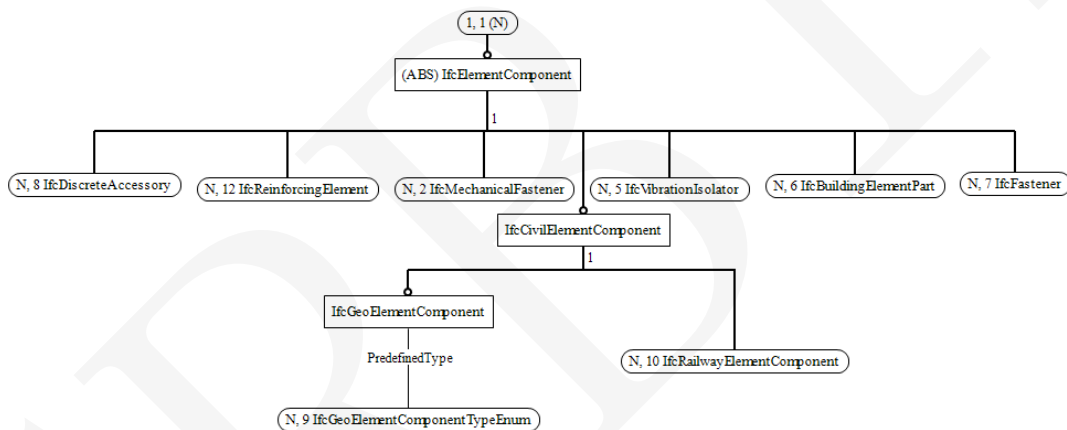 1, 1 (N)
(ABS) IfcElementComponent
1
N, 8 IfcDiscreteAccessory
N, 12 IfcReinforcingElement
N, 2 IfcMechanicalFastener
N, 5 IfcVibrationIsolator
N, 6 IfcBuildingElementPart
N, 7 IfcFastener
IfcCivilElementComponent
1
IfcGeoElementComponent
PredefinedType
N, 10 IfcRailwayElementComponent
N, 9 IfcGeoElementComponentTypeEnum